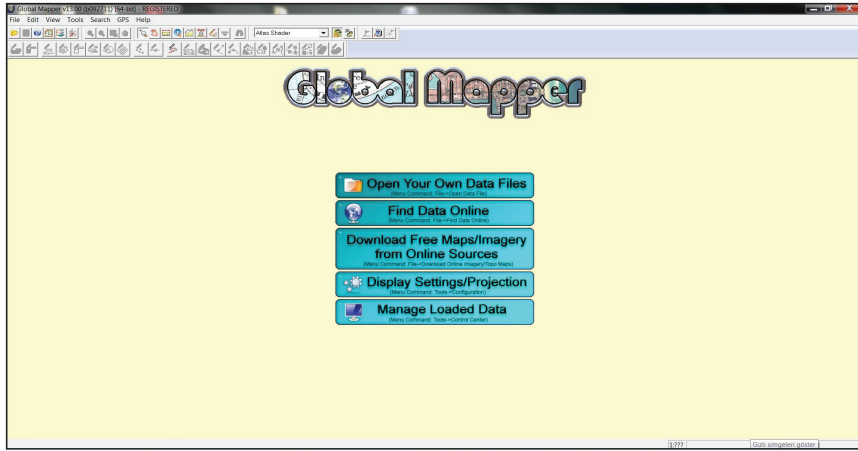 Global Mapper v13.00 (b092711) [64-bit] - REGISTERED
File Edit View Tools Search GPS Help
Atlas Shader
Global Mapper
Open Your Own Data Files
(Menu Command: File->Open Data File)
Find Data Online
(Menu Command: File->Find Data Online)
Download Free Maps/Imagery
from Online Sources
(Menu Command: File->Download Online Imagery/Topo Maps)
Display Settings/Projection
(Menu Command: Tools->Configuration)
Manage Loaded Data
(Menu Command: Tools->Control Center)
1:???
Gizli simgeleri göster